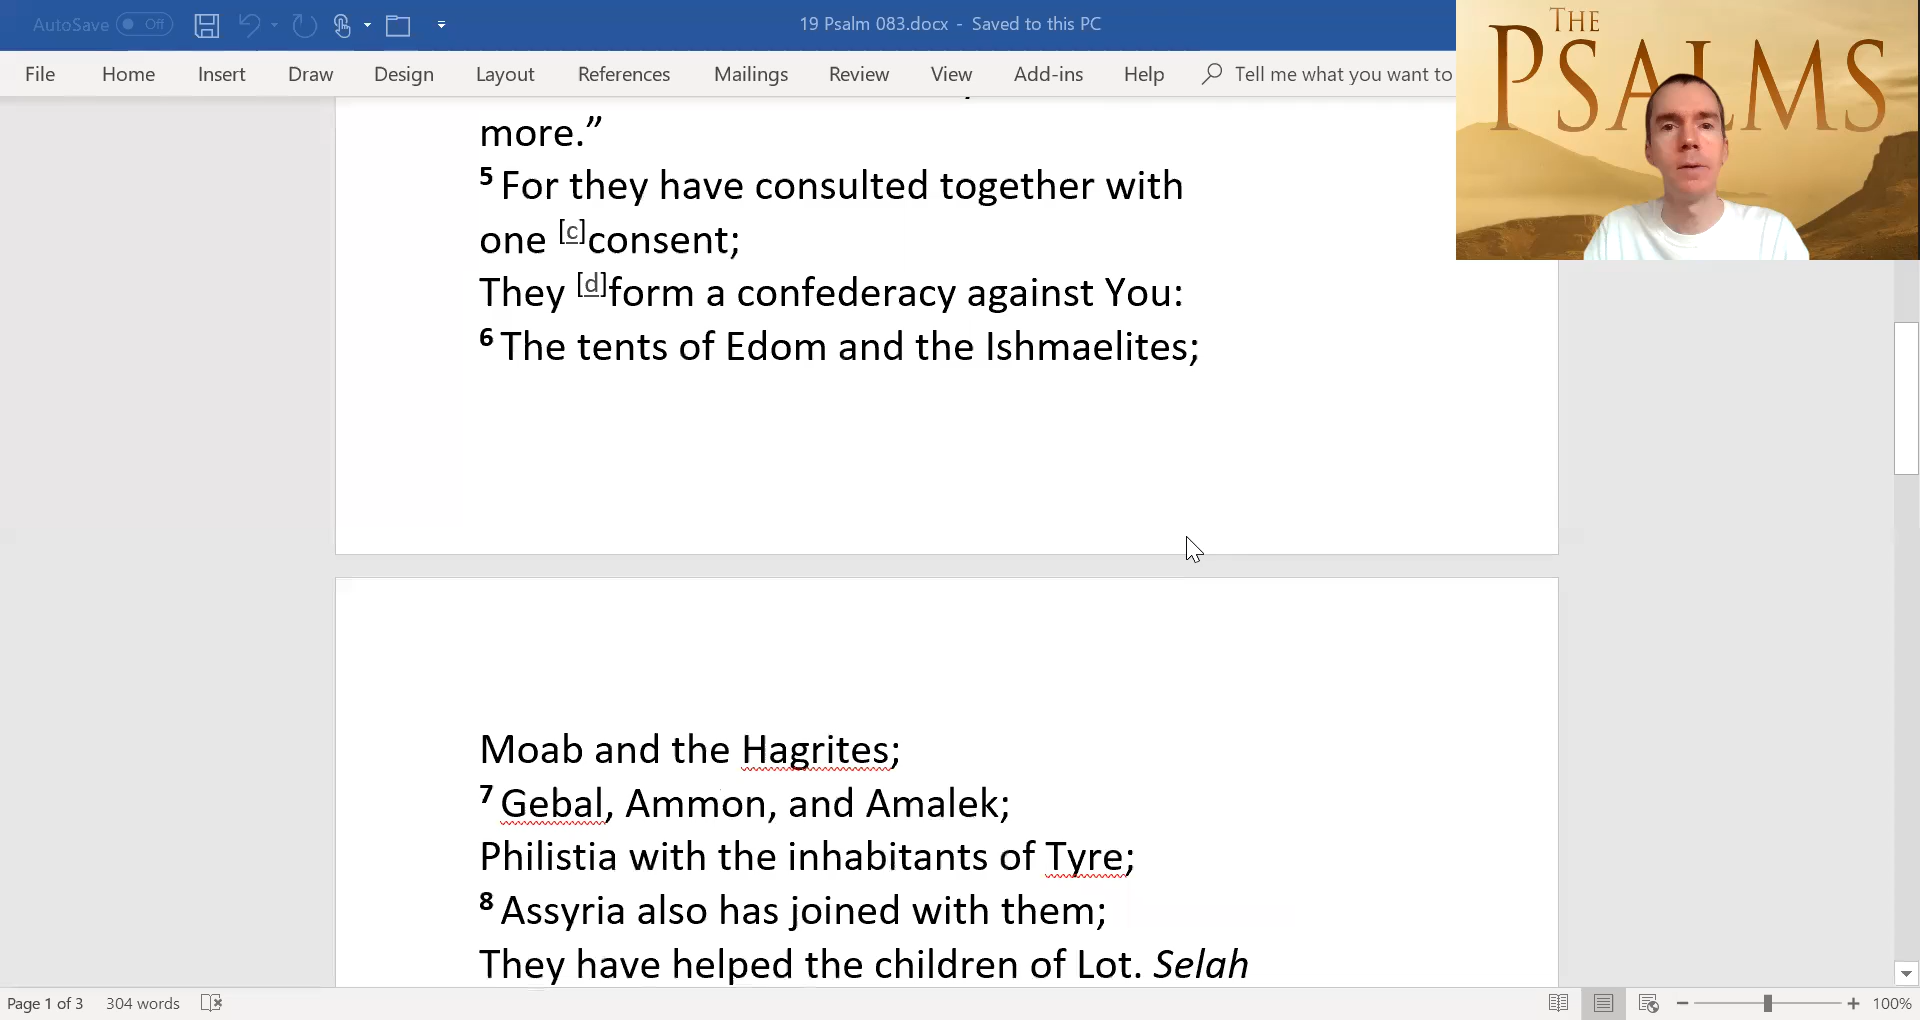 AutoSave Off
19 Psalm 083.docx - Saved to this PC
File Home Insert Draw Design Layout References Mailings Review View Add-ins Help Tell me what you want to
THE
PSALMS
more.”
5 For they have consulted together with
one [c]consent;
They [d]form a confederacy against You:
6 The tents of Edom and the Ishmaelites;
Moab and the Hagrites;
7 Gebal, Ammon, and Amalek;
Philistia with the inhabitants of Tyre;
8 Assyria also has joined with them;
They have helped the children of Lot. Selah
Page 1 of 3 304 words 100%